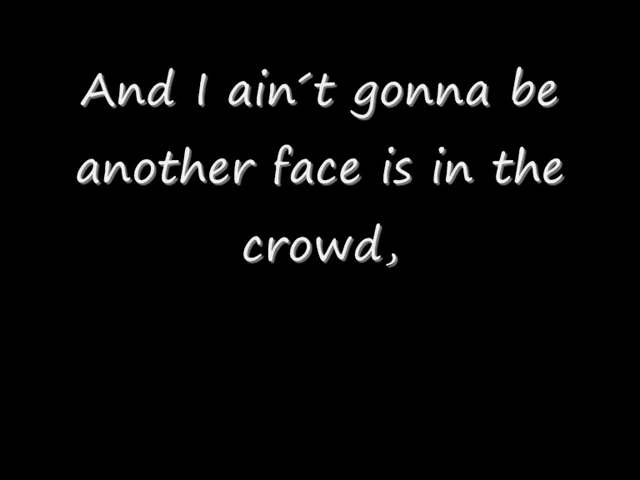 And I ain´t gonna be
another face is in the
crowd,